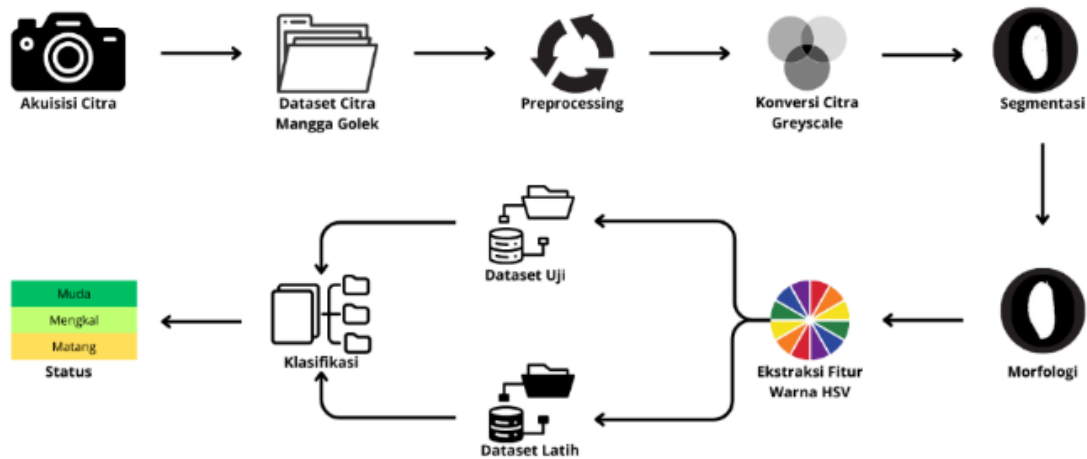 Akuisisi Citra
Dataset Citra
Mangga Golek
Preprocessing
Konversi Citra
Greyscale
Segmentasi
Morfologi
Ekstraksi Fitur
Warna HSV
Dataset Uji
Dataset Latih
Klasifikasi
Muda
Mengkal
Matang
Status